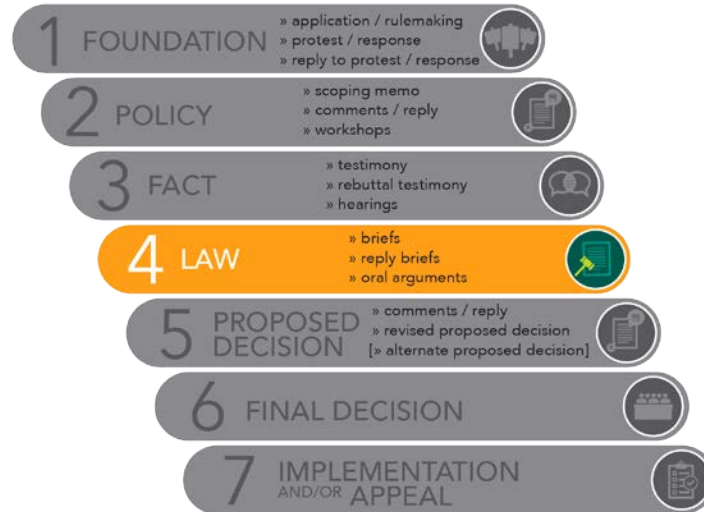 1 FOUNDATION
» application / rulemaking
» protest / response
» reply to protest / response
2 POLICY
» scoping memo
» comments / reply
» workshops
3 FACT
» testimony
» rebuttal testimony
» hearings
4 LAW
» briefs
» reply briefs
» oral arguments
5 PROPOSED
DECISION
» comments / reply
» revised proposed decision
[» alternate proposed decision]
6 FINAL DECISION
7 IMPLEMENTATION
AND/OR APPEAL